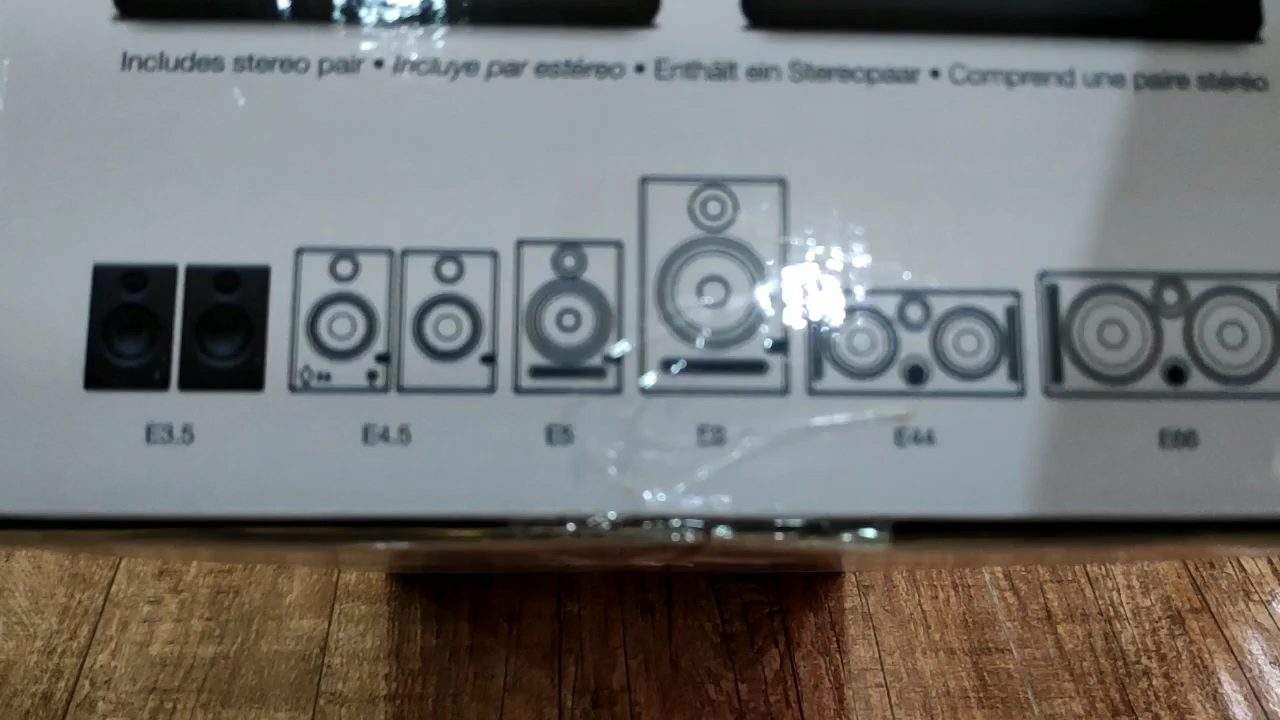 Includes stereo pair • Incluye par estéreo • Enthält ein Stereopaar • Comprend une paire stéréo
E3.5 E4.5 E5 E8 E44 E66